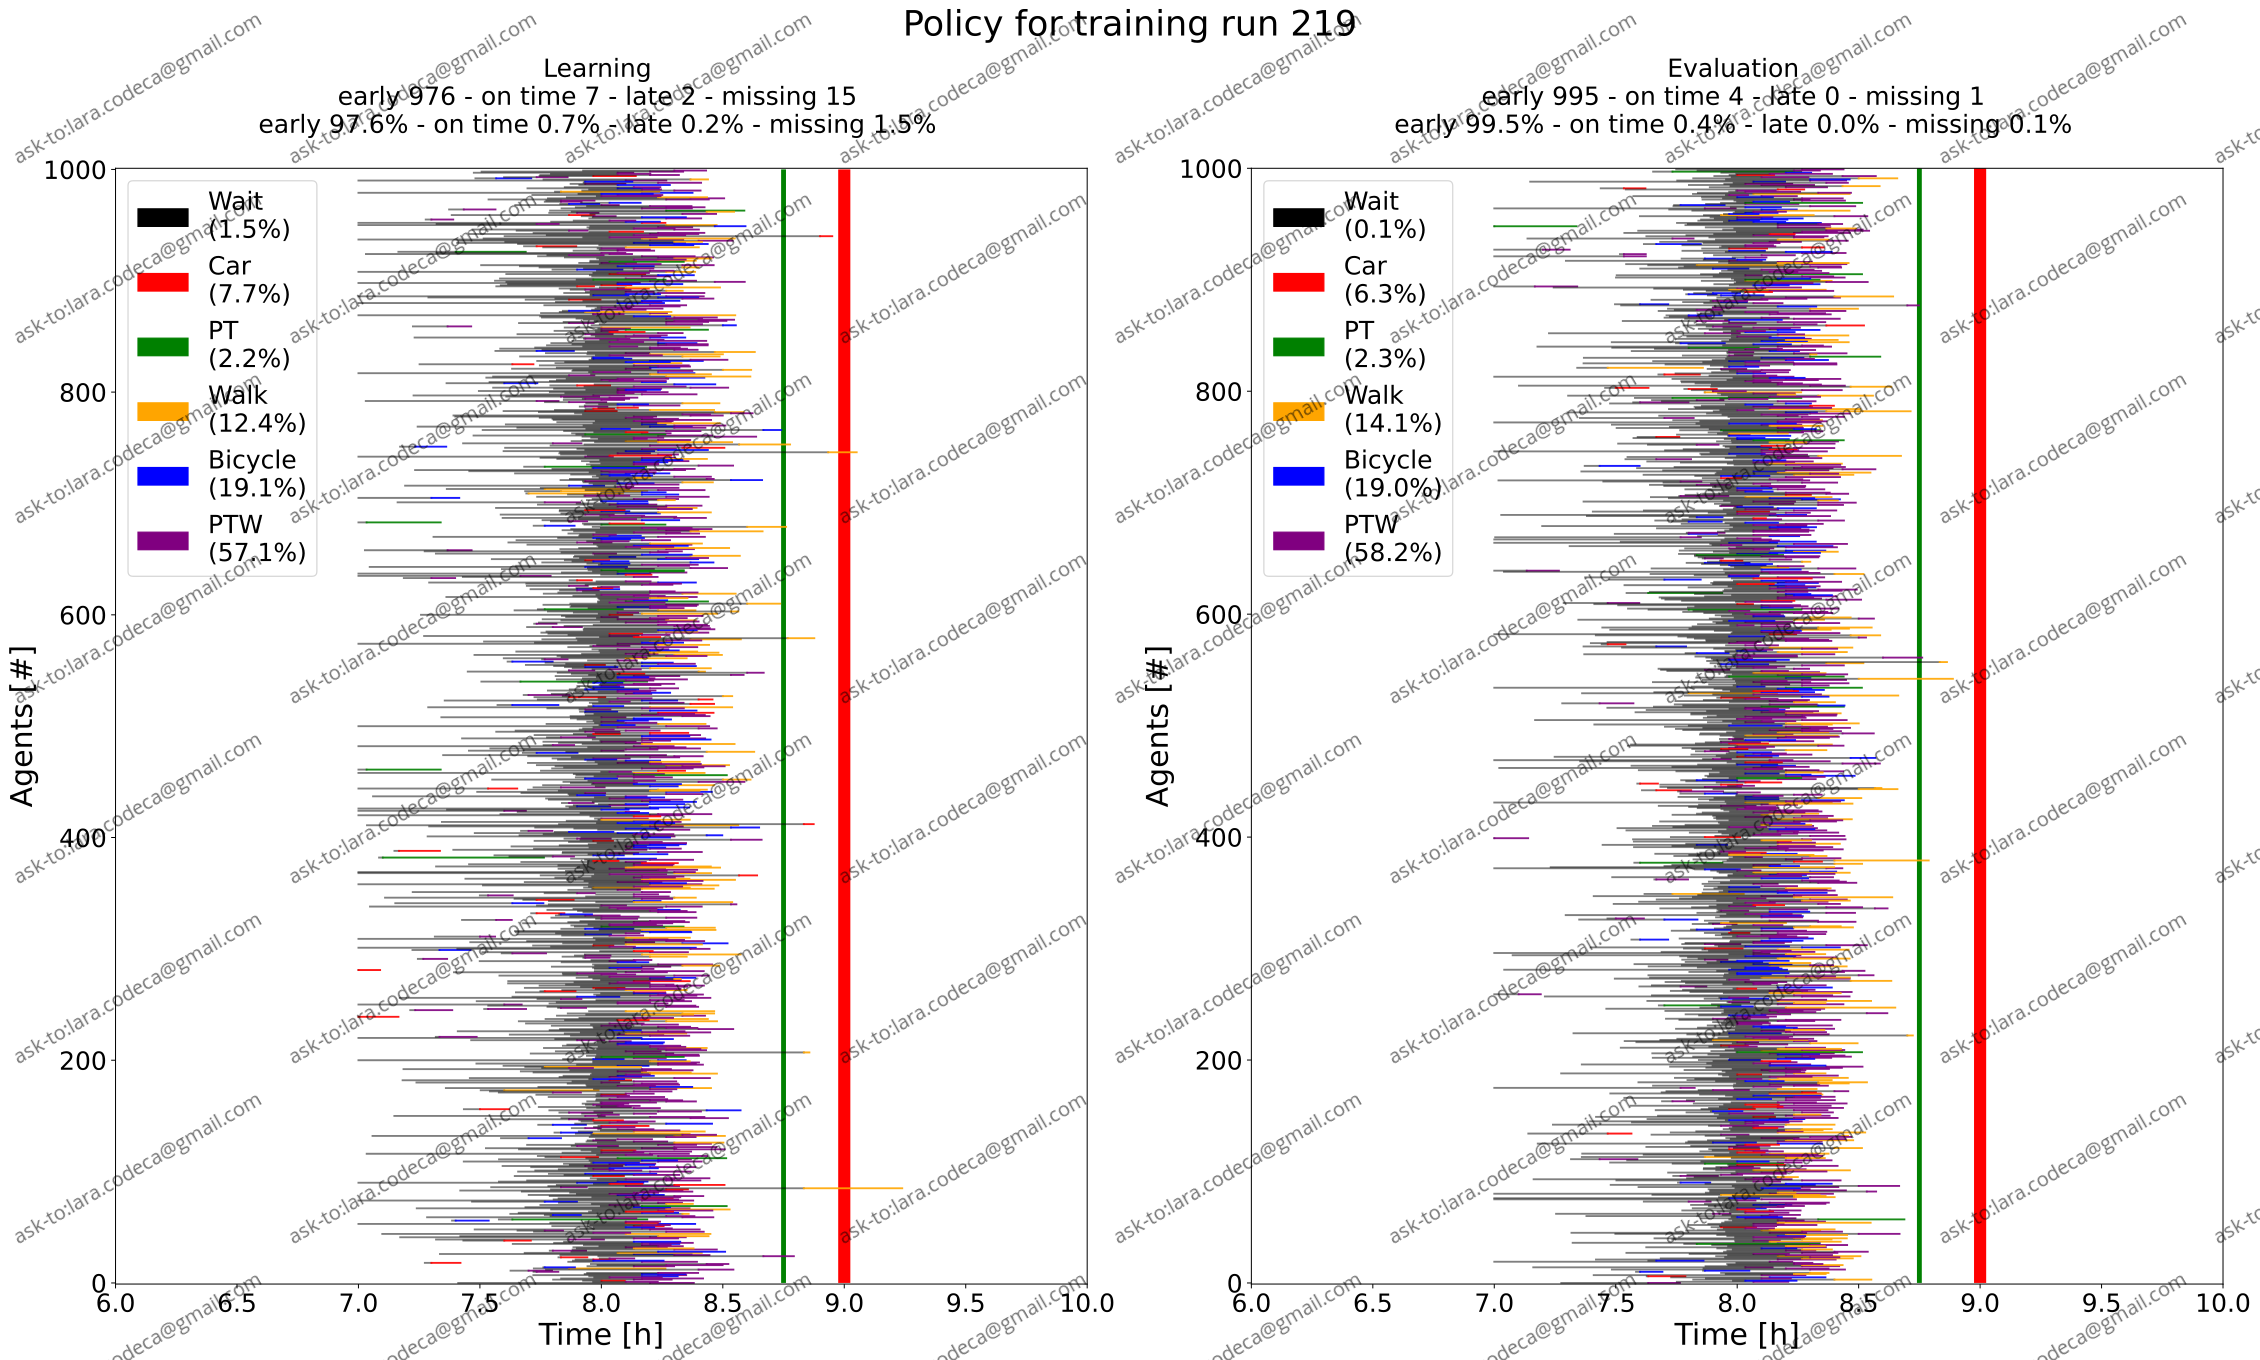 Policy for training run 219
Learning
early 976 - on time 7 - late 2 - missing 15
early 97.6% - on time 0.7% - late 0.2% - missing 1.5%
1000
800
600
400
200
0
Agents [#]
Wait
(1.5%)
Car
(7.7%)
PT
(2.2%)
Walk
(12.4%)
Bicycle
(19.1%)
PTW
(57.1%)
6.0 6.5 7.0 7.5 8.0 8.5 9.0 9.5 10.0
Time [h]
Evaluation
early 995 - on time 4 - late 0 - missing 1
early 99.5% - on time 0.4% - late 0.0% - missing 0.1%
1000
800
600
400
200
0
Agents [#]
Wait
(0.1%)
Car
(6.3%)
PT
(2.3%)
Walk
(14.1%)
Bicycle
(19.0%)
PTW
(58.2%)
6.0 6.5 7.0 7.5 8.0 8.5 9.0 9.5 10.0
Time [h]
ask-to:lara.codeca@gmail.com